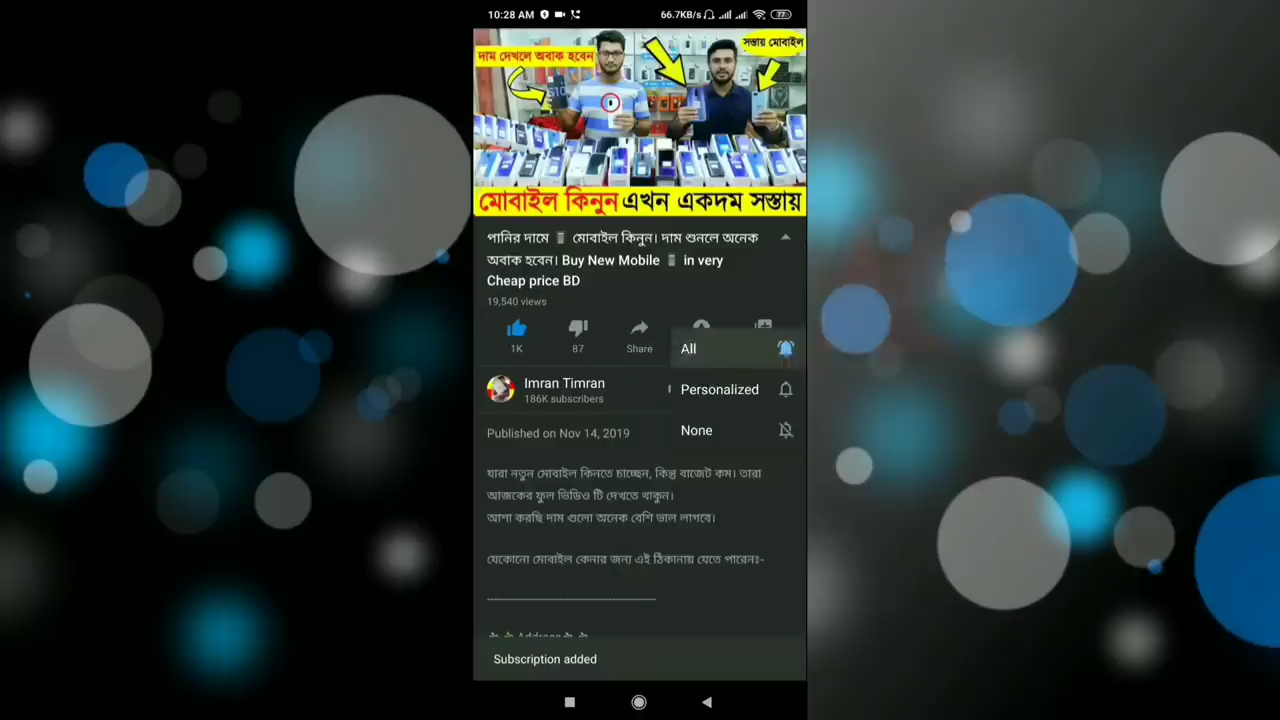 10:28 AM
66.7KB/s
77
দাম দেখলে অবাক হবেন
সস্তায় মোবাইল
মোবাইল কিনুন এখন একদম সস্তায়
পানির দামে মোবাইল কিনুন। দাম শুনলে অনেক
অবাক হবেন। Buy New Mobile in very
Cheap price BD
19,540 views
1K
87
Share
All
Imran Timran
186K subscribers
Personalized
None
Published on Nov 14, 2019
যারা নতুন মোবাইল কিনতে চাচ্ছেন, কিন্তু বাজেট কম। তারা
আজকের ফুল ভিডিও টি দেখতে থাকুন।
আশা করছি দাম গুলো অনেক বেশি ভাল লাগবে।
যেকোনো মোবাইল কেনার জন্য এই ঠিকানায় যেতে পারেনঃ-
Subscription added